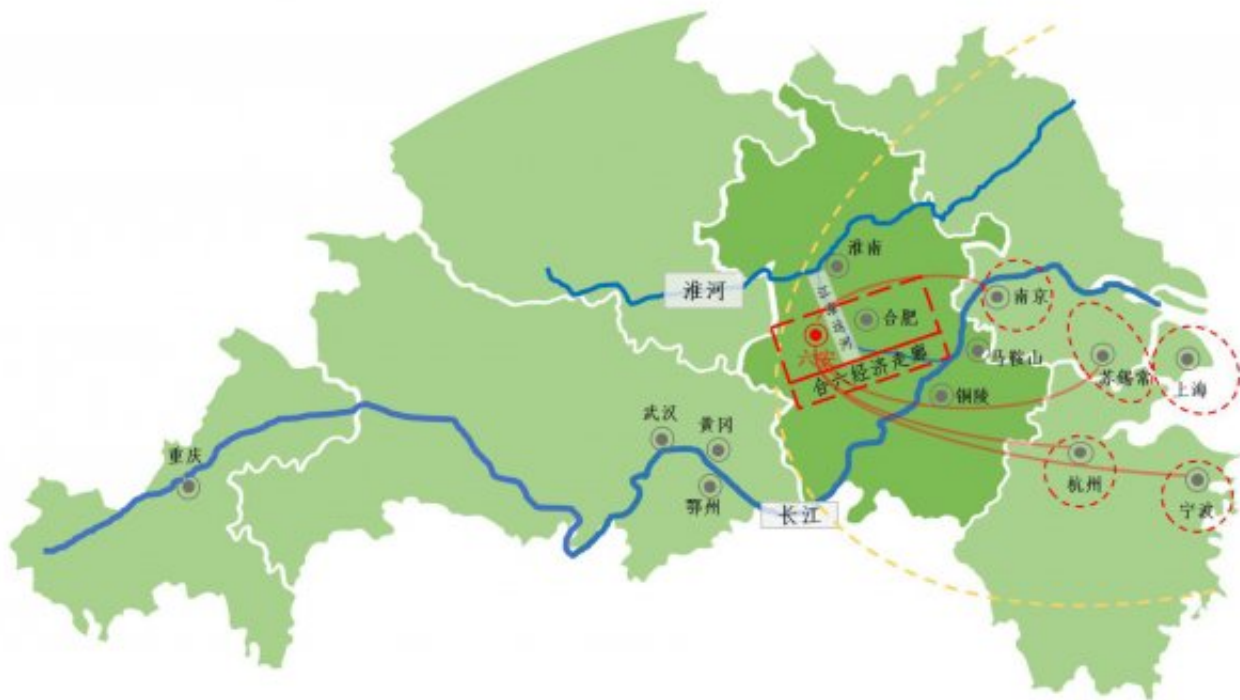 淮南
淮河
南京
合肥
六安
马鞍山
合六经济走廊
苏锡常
上海
铜陵
武汉
黄冈
重庆
杭州
鄂州
宁波
长江